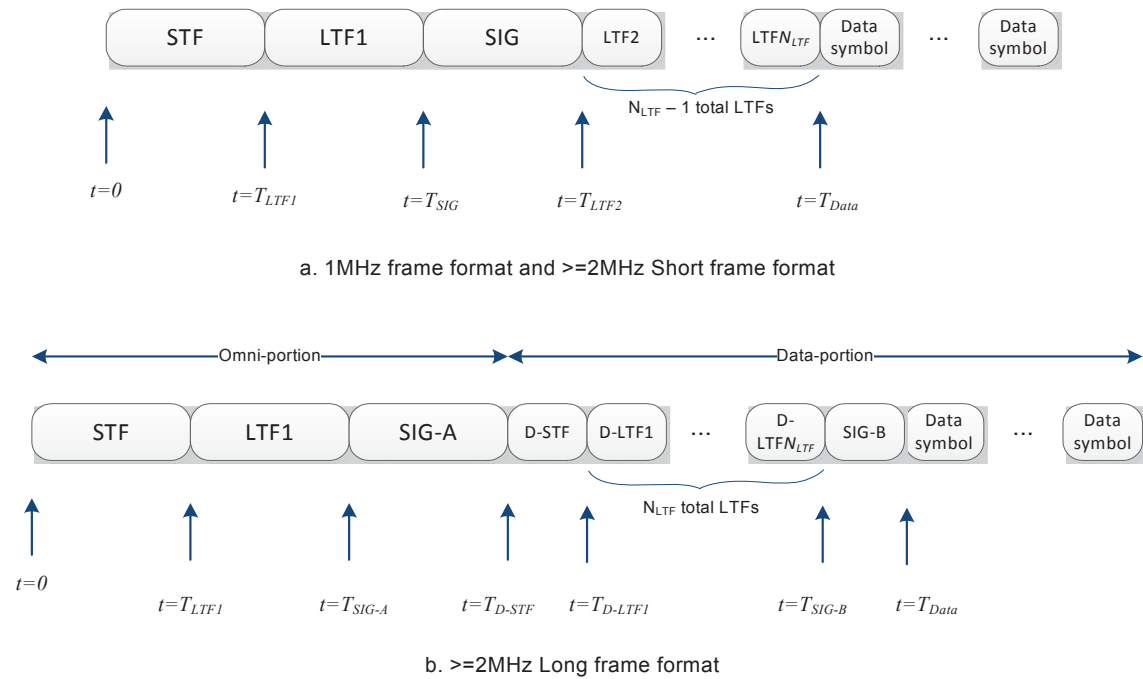 STF LTF1 SIG LTF2 ... LTFN_LTF Data symbol ... Data symbol
N_LTF – 1 total LTFs
t=0 t=T_LTF1 t=T_SIG t=T_LTF2 t=T_Data
a. 1MHz frame format and >=2MHz Short frame format
Omni-portion Data-portion
STF LTF1 SIG-A D-STF D-LTF1 ... D-LTFN_LTF SIG-B Data symbol ... Data symbol
N_LTF total LTFs
t=0 t=T_LTF1 t=T_SIG-A t=T_D-STF t=T_D-LTF1 t=T_SIG-B t=T_Data
b. >=2MHz Long frame format